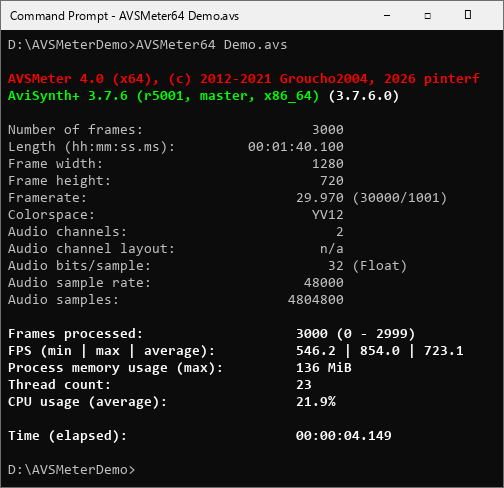 Command Prompt - AVSMeter64 Demo.avs
D:\AVSMeterDemo>AVSMeter64 Demo.avs
AVSMeter 4.0 (x64), (c) 2012-2021 Groucho2004, 2026 pinterf
AviSynth+ 3.7.6 (r5001, master, x86_64) (3.7.6.0)
Number of frames: 3000
Length (hh:mm:ss.ms): 00:01:40.100
Frame width: 1280
Frame height: 720
Framerate: 29.970 (30000/1001)
Colorspace: YV12
Audio channels: 2
Audio channel layout: n/a
Audio bits/sample: 32 (Float)
Audio sample rate: 48000
Audio samples: 4804800
Frames processed: 3000 (0 - 2999)
FPS (min | max | average): 546.2 | 854.0 | 723.1
Process memory usage (max): 136 MiB
Thread count: 23
CPU usage (average): 21.9%
Time (elapsed): 00:00:04.149
D:\AVSMeterDemo>